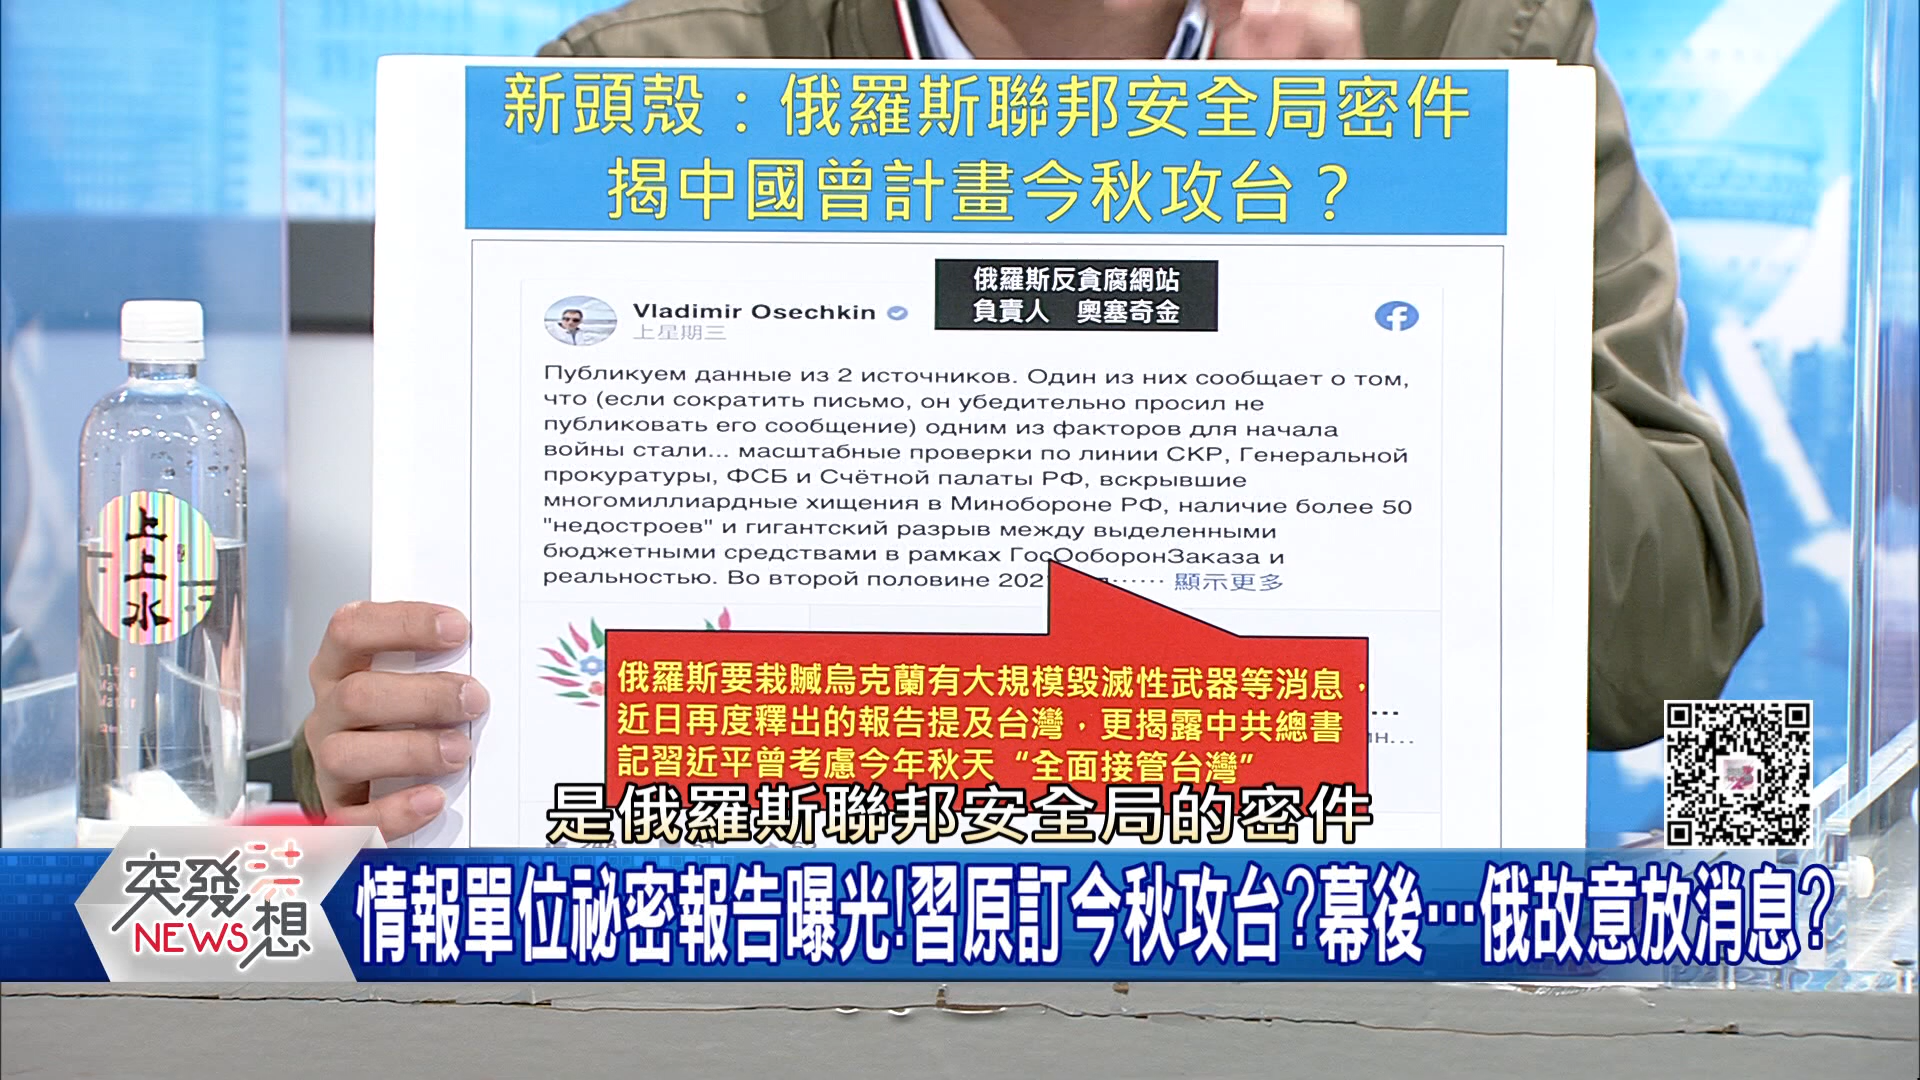 新頭殼：俄羅斯聯邦安全局密件
揭中國曾計畫今秋攻台？
俄羅斯反貪腐網站
負責人　奧塞奇金
Vladimir Osechkin
上星期三
Публикуем данные из 2 источников. Один из них сообщает о том,
что (если сократить письмо, он убедительно просил не
публиковать его сообщение) одним из факторов для начала
войны стали... масштабные проверки по линии СКР, Генеральной
прокуратуры, ФСБ и Счётной палаты РФ, вскрывшие
многомиллиардные хищения в Минобороне РФ, наличие более 50
"недостроев" и гигантский разрыв между выделенными
бюджетными средствами в рамках ГосОоборонЗаказа и
реальностью. Во второй половине 202
顯示更多
俄羅斯要栽贓烏克蘭有大規模毀滅性武器等消息，
近日再度釋出的報告提及台灣，更揭露中共總書
記習近平曾考慮今年秋天“全面接管台灣”
是俄羅斯聯邦安全局的密件
上上水
突發
NEWS
想
情報單位祕密報告曝光!習原訂今秋攻台?幕後…俄故意放消息?